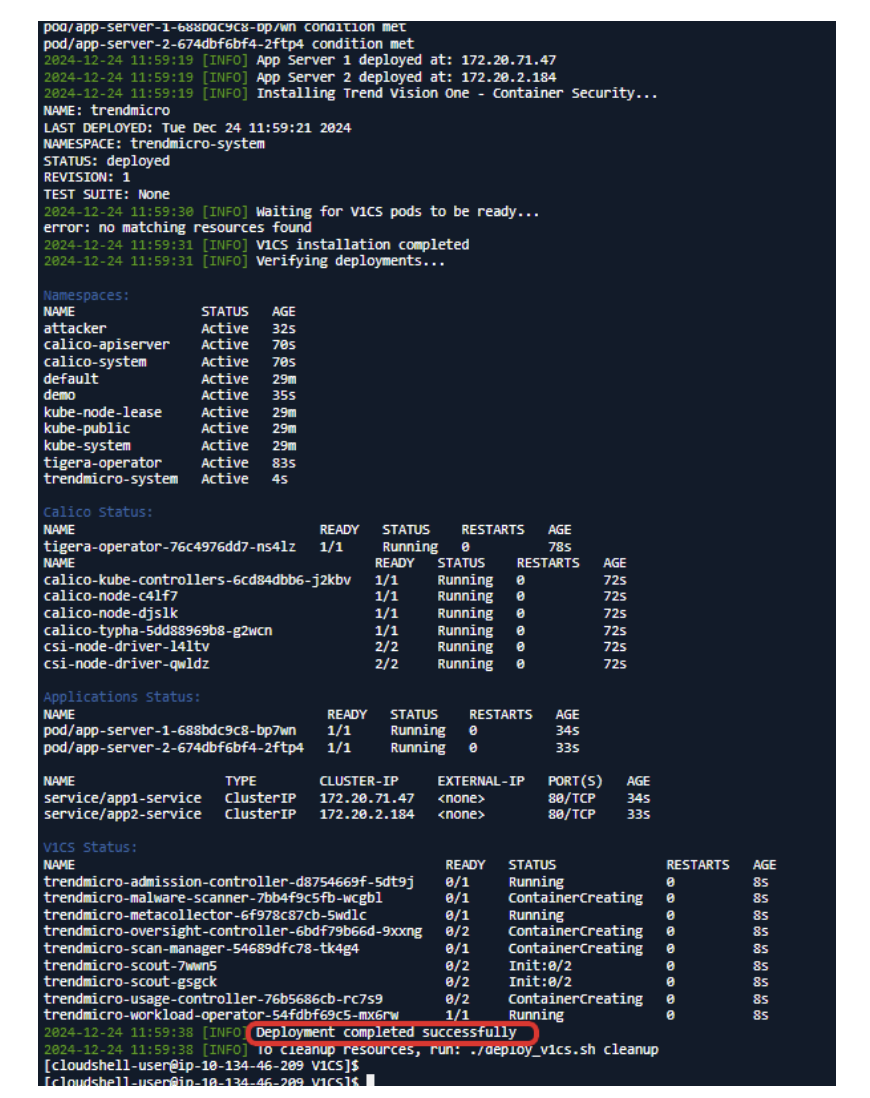 pod/app-server-1-688bdc9c8-bp7wn condition met
pod/app-server-2-674dbf6bf4-2ftp4 condition met
2024-12-24 11:59:19 [INFO] App Server 1 deployed at: 172.20.71.47
2024-12-24 11:59:19 [INFO] App Server 2 deployed at: 172.20.2.184
2024-12-24 11:59:19 [INFO] Installing Trend Vision One - Container Security...
NAME: trendmicro
LAST DEPLOYED: Tue Dec 24 11:59:21 2024
NAMESPACE: trendmicro-system
STATUS: deployed
REVISION: 1
TEST SUITE: None
2024-12-24 11:59:30 [INFO] Waiting for V1CS pods to be ready...
error: no matching resources found
2024-12-24 11:59:31 [INFO] V1CS installation completed
2024-12-24 11:59:31 [INFO] Verifying deployments...
Namespaces:
NAME STATUS AGE
attacker Active 32s
calico-apiserver Active 70s
calico-system Active 70s
default Active 29m
demo Active 35s
kube-node-lease Active 29m
kube-public Active 29m
kube-system Active 29m
tigera-operator Active 83s
trendmicro-system Active 4s
Calico Status:
NAME READY STATUS RESTARTS AGE
tigera-operator-76c4976dd7-ns4lz 1/1 Running 0 78s
NAME READY STATUS RESTARTS AGE
calico-kube-controllers-6cd84dbb6-j2kbv 1/1 Running 0 72s
calico-node-c4lf7 1/1 Running 0 72s
calico-node-djslk 1/1 Running 0 72s
calico-typha-5dd88969b8-g2wcn 1/1 Running 0 72s
csi-node-driver-l4ltv 2/2 Running 0 72s
csi-node-driver-qwldz 2/2 Running 0 72s
Applications Status:
NAME READY STATUS RESTARTS AGE
pod/app-server-1-688bdc9c8-bp7wn 1/1 Running 0 34s
pod/app-server-2-674dbf6bf4-2ftp4 1/1 Running 0 33s
NAME TYPE CLUSTER-IP EXTERNAL-IP PORT(S) AGE
service/app1-service ClusterIP 172.20.71.47 <none> 80/TCP 34s
service/app2-service ClusterIP 172.20.2.184 <none> 80/TCP 33s
V1CS Status:
NAME READY STATUS RESTARTS AGE
trendmicro-admission-controller-d8754669f-5dt9j 0/1 Running 0 8s
trendmicro-malware-scanner-7bb4f9c5fb-wcgbl 0/1 ContainerCreating 0 8s
trendmicro-metacollector-6f978c87cb-5wdlc 0/1 Running 0 8s
trendmicro-oversight-controller-6bdf79b66d-9xxng 0/2 ContainerCreating 0 8s
trendmicro-scan-manager-54689dfc78-tk4g4 0/1 ContainerCreating 0 8s
trendmicro-scout-7wwn5 0/2 Init:0/2 0 8s
trendmicro-scout-gsgck 0/2 Init:0/2 0 8s
trendmicro-usage-controller-76b5686cb-rc7s9 0/2 ContainerCreating 0 8s
trendmicro-workload-operator-54fdbf69c5-mx6rw 1/1 Running 0 8s
2024-12-24 11:59:38 [INFO] Deployment completed successfully
2024-12-24 11:59:38 [INFO] To cleanup resources, run: ./deploy_v1cs.sh cleanup
[cloudshell-user@ip-10-134-46-209 V1CS]$
[cloudshell-user@ip-10-134-46-209 V1CS]$